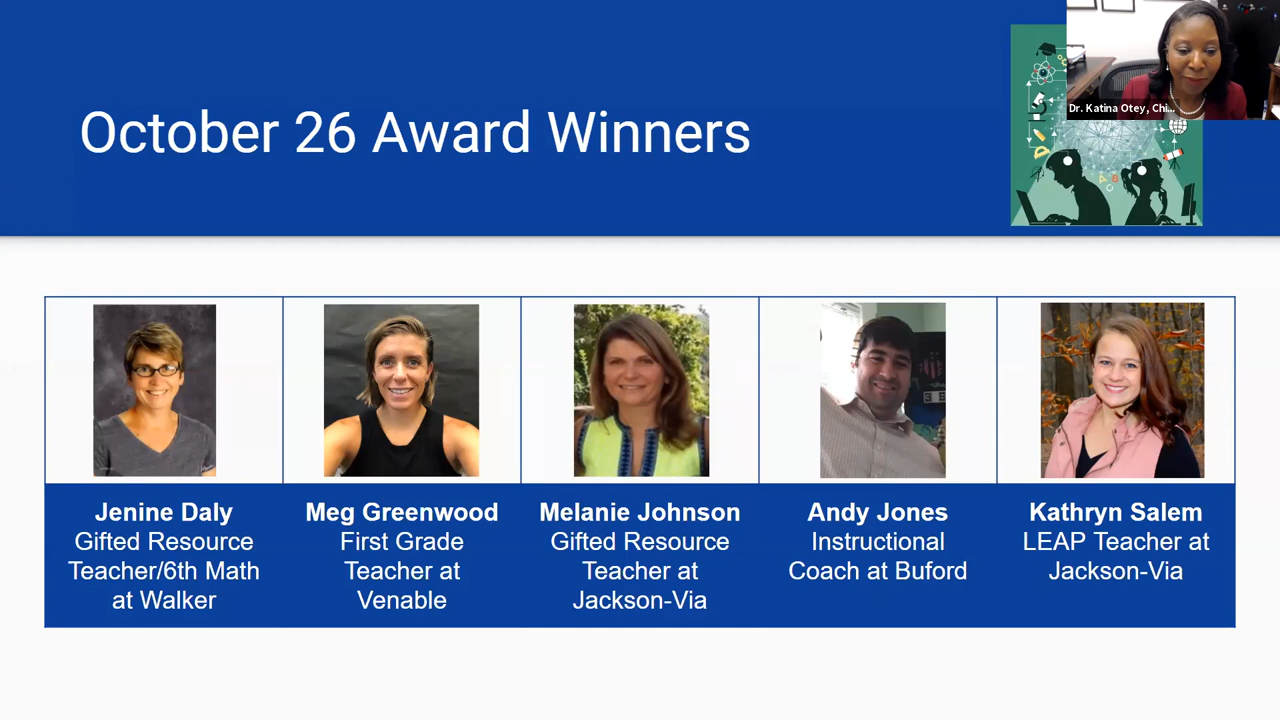 October 26 Award Winners
Dr. Katina Otey, Chi...
Jenine Daly
Gifted Resource
Teacher/6th Math
at Walker
Meg Greenwood
First Grade
Teacher at
Venable
Melanie Johnson
Gifted Resource
Teacher at
Jackson-Via
Andy Jones
Instructional
Coach at Buford
Kathryn Salem
LEAP Teacher at
Jackson-Via